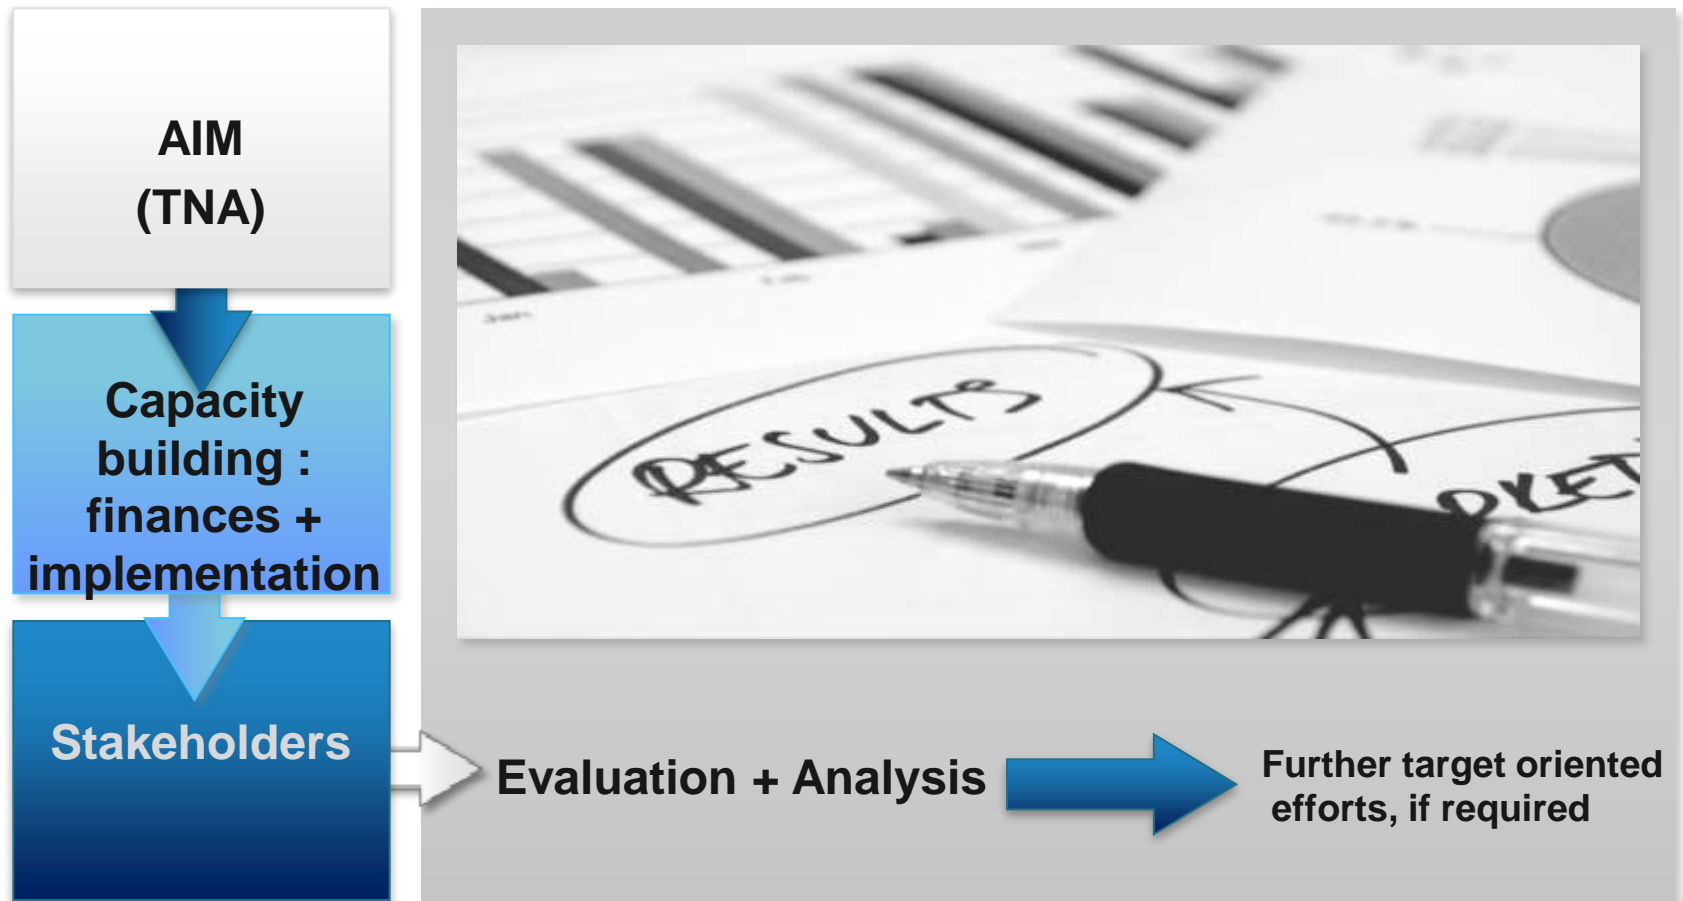 AIM
(TNA)
Capacity
building :
finances +
implementation
Stakeholders
RESULTS
Evaluation + Analysis
Further target oriented
efforts, if required